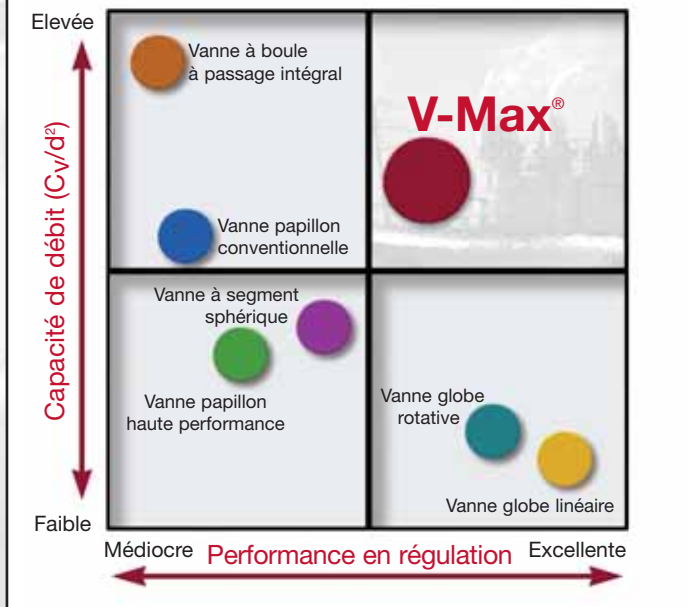 Elevée
Vanne à boule
à passage intégral
V-Max®
Capacité de débit (Cv/d²)
Vanne papillon
conventionnelle
Vanne à segment
sphérique
Vanne papillon
haute performance
Vanne globe
rotative
Vanne globe linéaire
Faible
Médiocre Performance en régulation Excellente